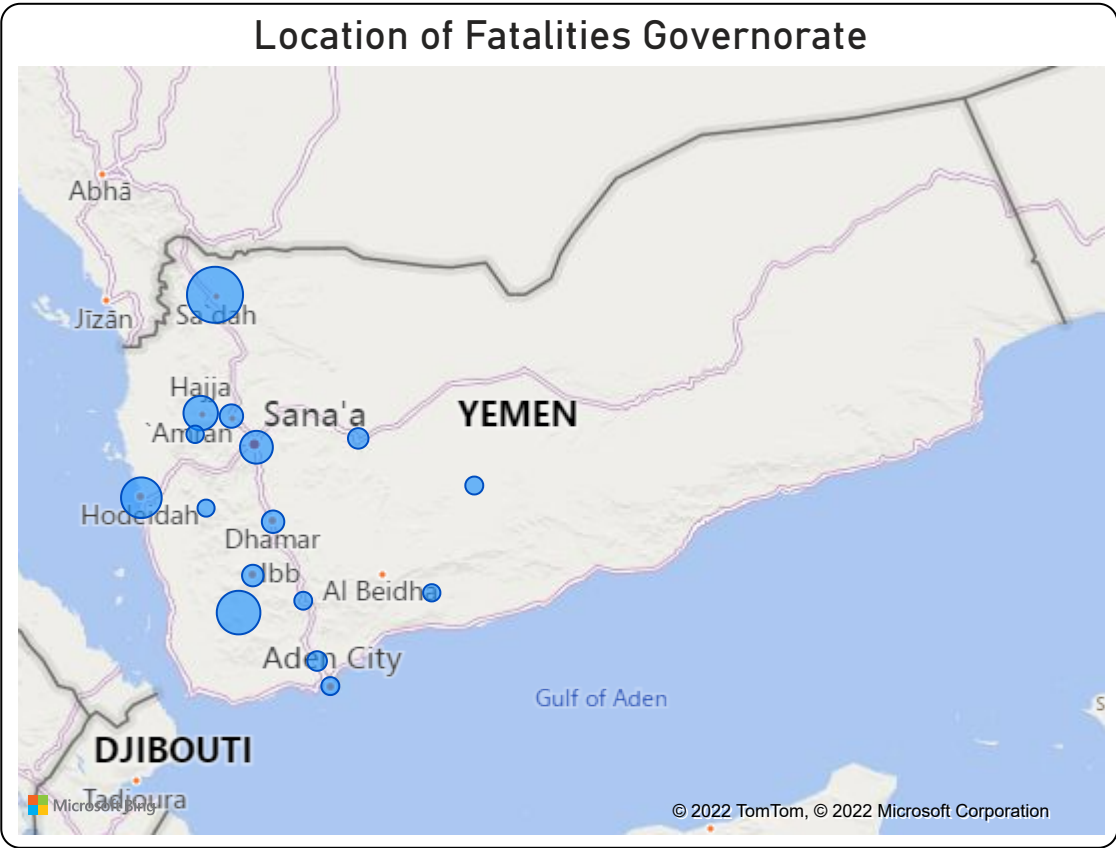 Location of Fatalities Governorate
Abhā
Jīzān
Sa`dah
Hajja
Sana'a
YEMEN
`Amran
Hodeidah
Dhamar
Ibb
Al Beidha
Aden City
Gulf of Aden
S
DJIBOUTI
Tadjoura
Microsoft Bing
© 2022 TomTom, © 2022 Microsoft Corporation